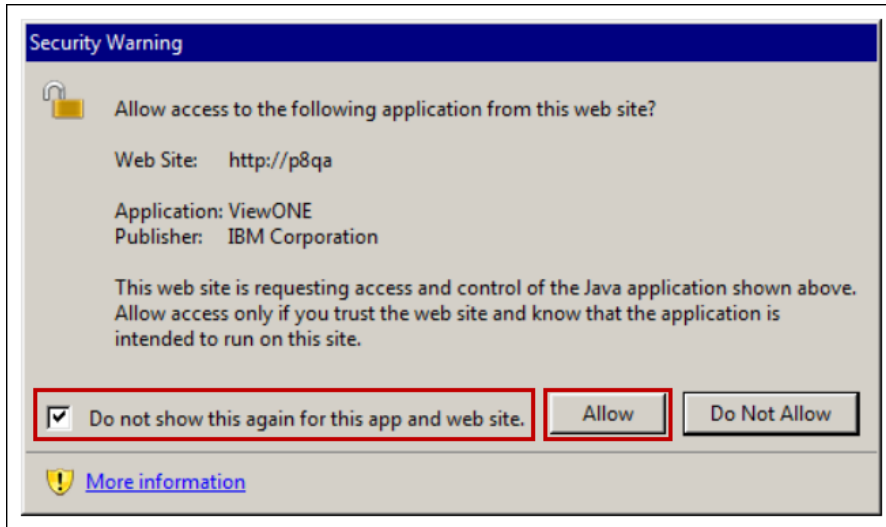 Security Warning
Allow access to the following application from this web site?
Web Site: http://p8qa
Application: ViewONE
Publisher: IBM Corporation
This web site is requesting access and control of the Java application shown above.
Allow access only if you trust the web site and know that the application is
intended to run on this site.
Do not show this again for this app and web site. Allow Do Not Allow
More information